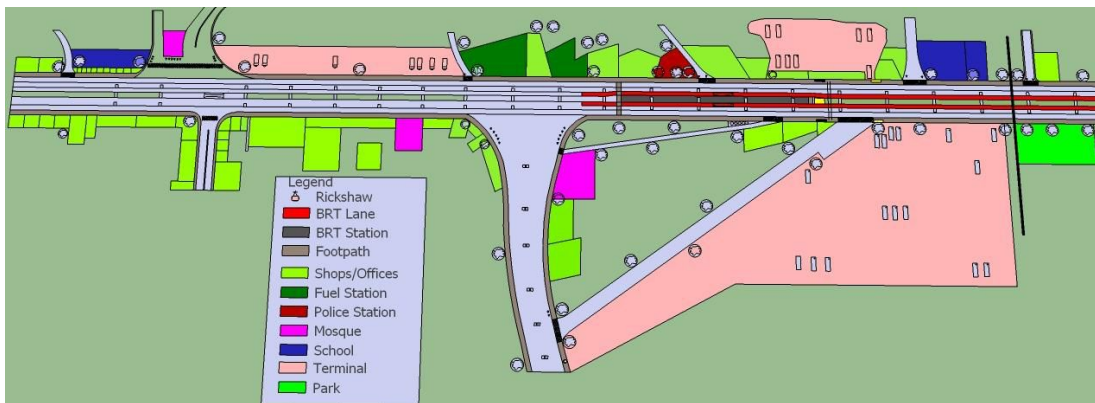 Legend
Rickshaw
BRT Lane
BRT Station
Footpath
Shops/Offices
Fuel Station
Police Station
Mosque
School
Terminal
Park